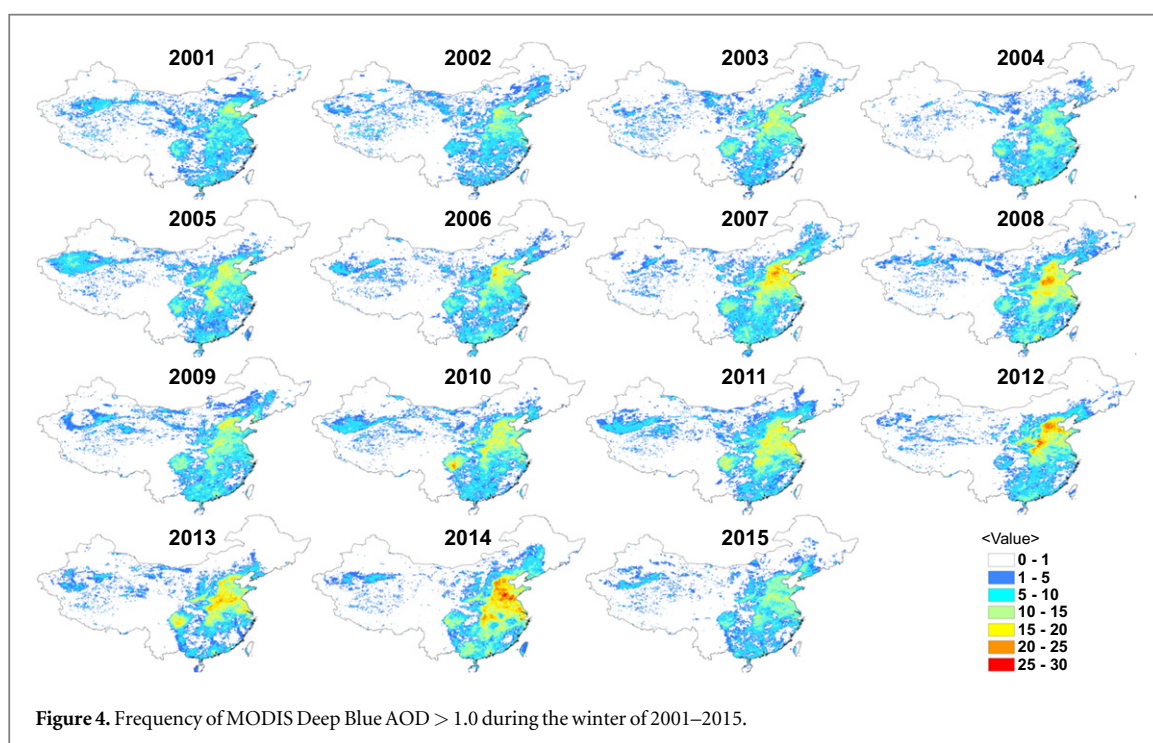 2001 2002 2003 2004
2005 2006 2007 2008
2009 2010 2011 2012
2013 2014 2015
<Value>
0 - 1
1 - 5
5 - 10
10 - 15
15 - 20
20 - 25
25 - 30
Figure 4. Frequency of MODIS Deep Blue AOD > 1.0 during the winter of 2001–2015.